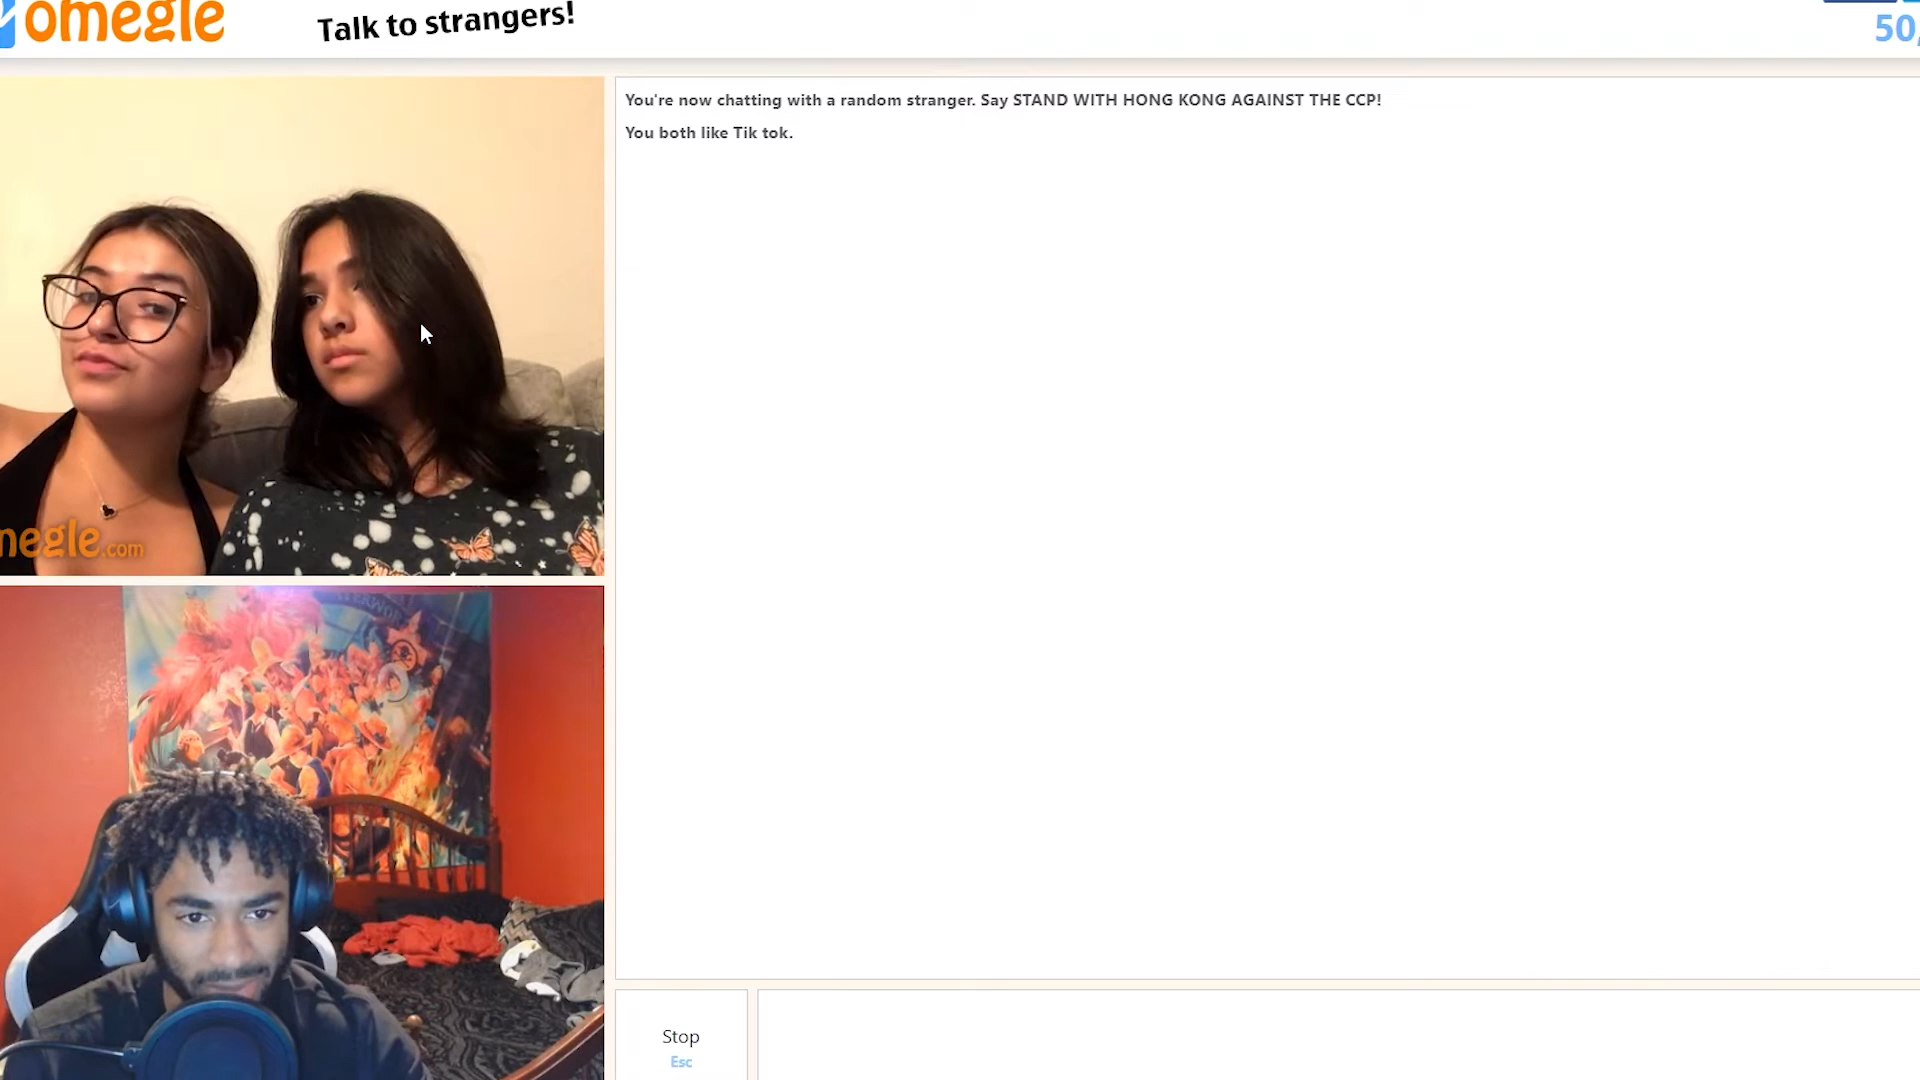 omegle
Talk to strangers!
50,
You're now chatting with a random stranger. Say STAND WITH HONG KONG AGAINST THE CCP!
You both like Tik tok.
megle.com
Stop
Esc